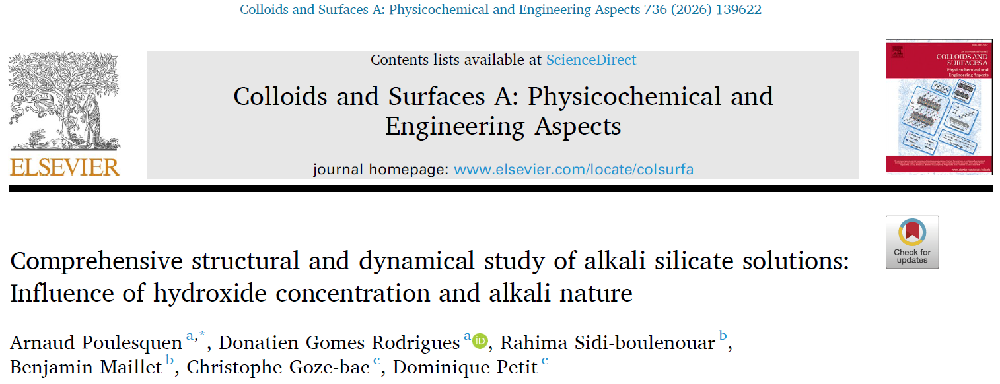 Colloids and Surfaces A: Physicochemical and Engineering Aspects 736 (2026) 139622
Contents lists available at ScienceDirect
Colloids and Surfaces A: Physicochemical and
Engineering Aspects
journal homepage: www.elsevier.com/locate/colsurfa
NON SOLUS
ELSEVIER
COLLOIDS AND
SURFACES A
Physicochemical and
Engineering Aspects
Check for
updates
Comprehensive structural and dynamical study of alkali silicate solutions:
Influence of hydroxide concentration and alkali nature
Arnaud Poulesquen a,*, Donatien Gomes Rodrigues a iD, Rahima Sidi-boulenouar b,
Benjamin Maillet b, Christophe Goze-bac c, Dominique Petit c